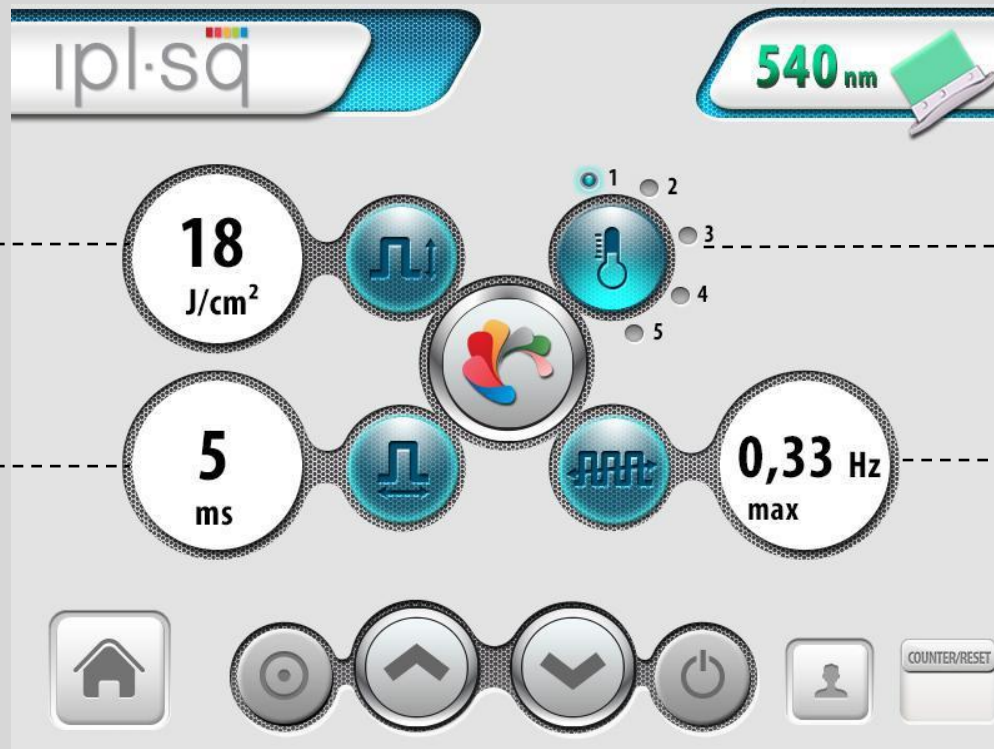 ipl·sq
540 nm
18
J/cm²
1
2
3
4
5
5
ms
0,33 Hz
max
COUNTER/RESET